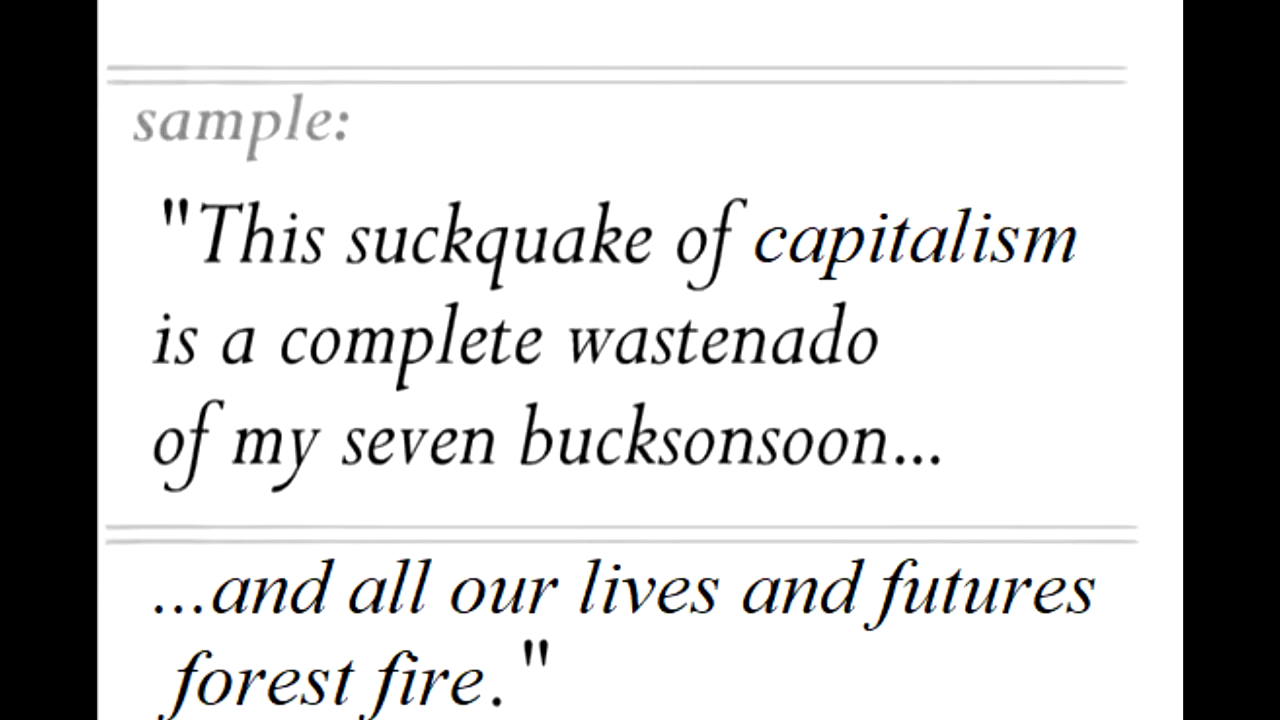 sample:
"This suckquake of capitalism
is a complete wastenado
of my seven bucksonsoon...
...and all our lives and futures
forest fire."